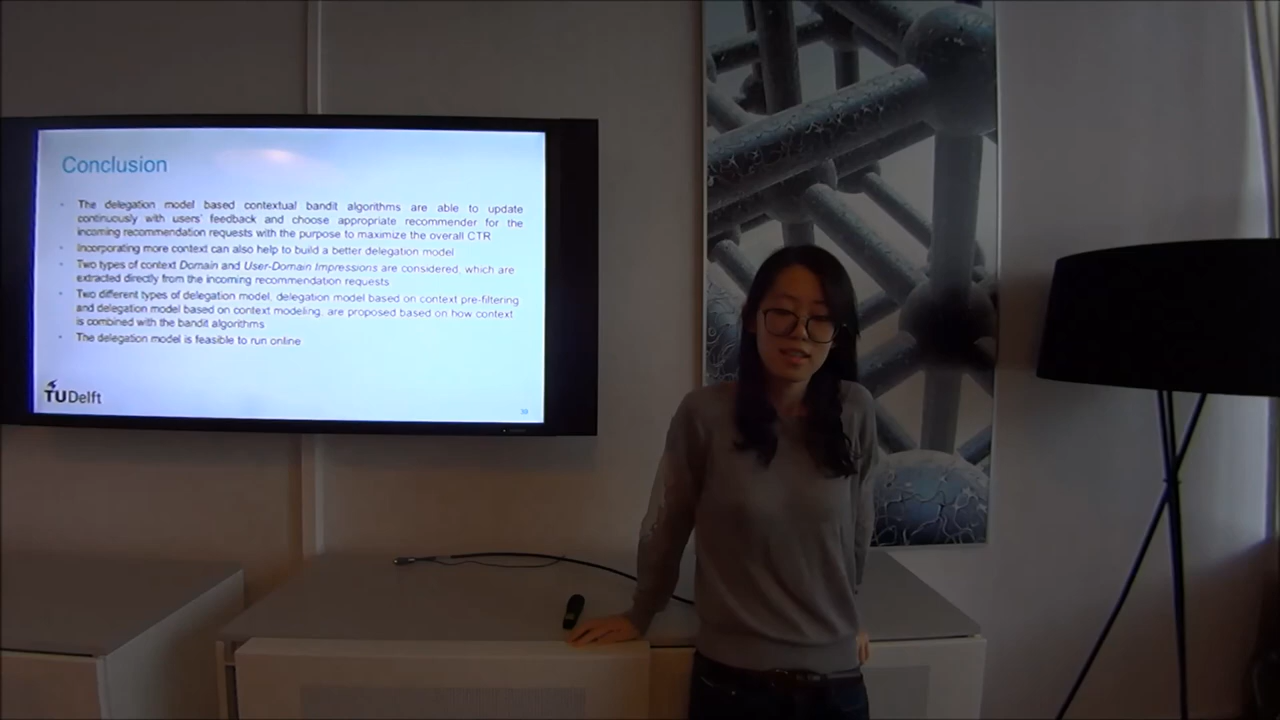 Conclusion
The delegation model based contextual bandit algorithms are able to update
continuously with users' feedback and choose appropriate recommender for the
incoming recommendation requests with the purpose to maximize the overall CTR
Incorporating more context can also help to build a better delegation model
Two types of context Domain and User-Domain Impressions are considered, which are
extracted directly from the incoming recommendation requests
Two different types of delegation model, delegation model based on context pre-filtering
and delegation model based on context modeling, are proposed based on how context
is combined with the bandit algorithms
The delegation model is feasible to run online
TUDelft